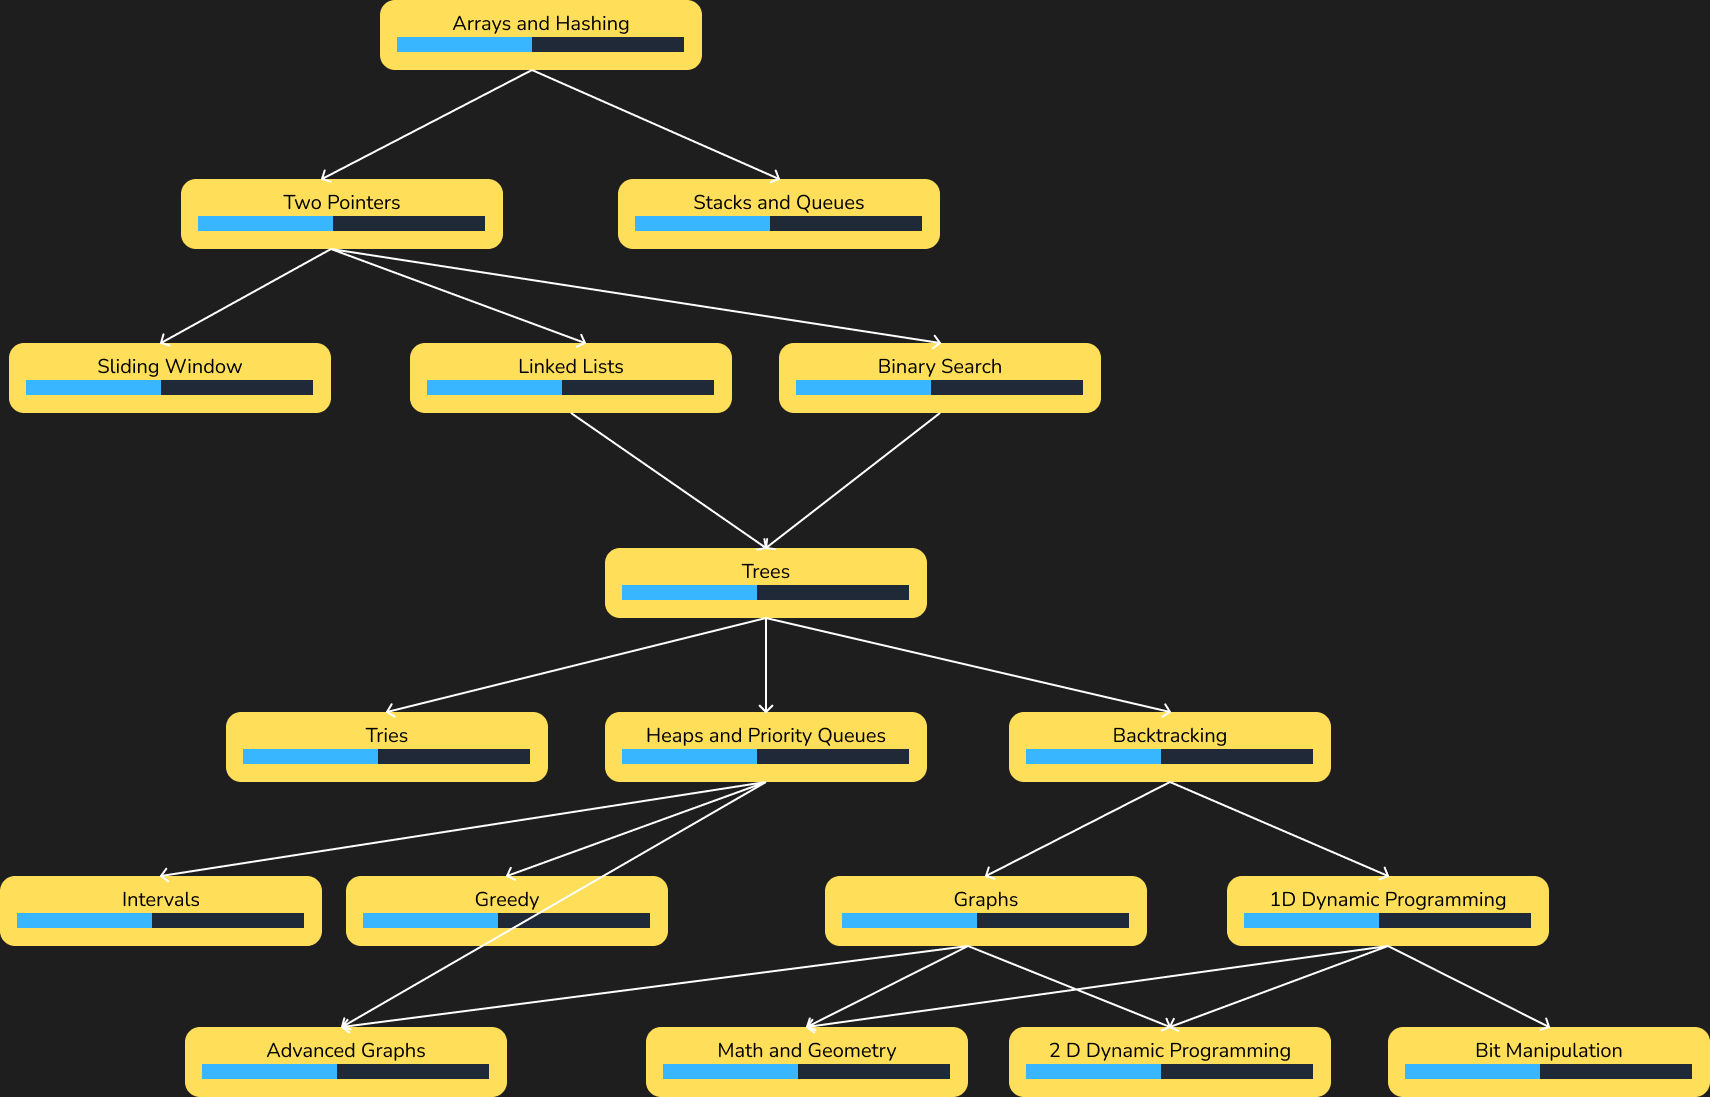 Arrays and Hashing
Two Pointers
Stacks and Queues
Sliding Window
Linked Lists
Binary Search
Trees
Tries
Heaps and Priority Queues
Backtracking
Intervals
Greedy
Graphs
1D Dynamic Programming
Advanced Graphs
Math and Geometry
2 D Dynamic Programming
Bit Manipulation